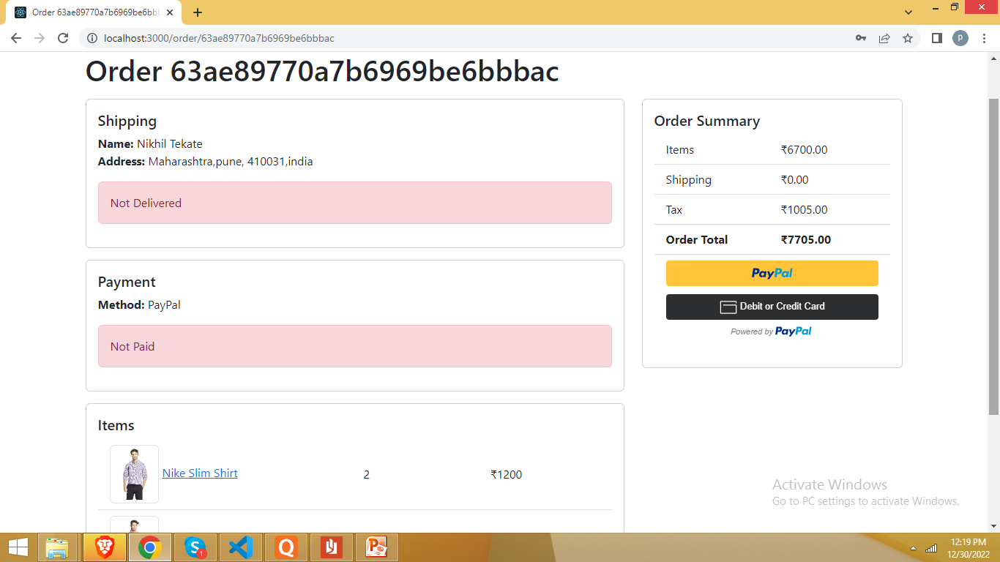 Order 63ae89770a7b6969be6bbb
localhost:3000/order/63ae89770a7b6969be6bbbac
P
Order 63ae89770a7b6969be6bbbac
Shipping
Name: Nikhil Tekate
Address: Maharashtra,pune, 410031,india
Not Delivered
Payment
Method: PayPal
Not Paid
Items
Nike Slim Shirt 2 ₹1200
Order Summary
Items ₹6700.00
Shipping ₹0.00
Tax ₹1005.00
Order Total ₹7705.00
PayPal
Debit or Credit Card
Powered by PayPal
Activate Windows
Go to PC settings to activate Windows.
S 1 Q P
12:19 PM
12/30/2022